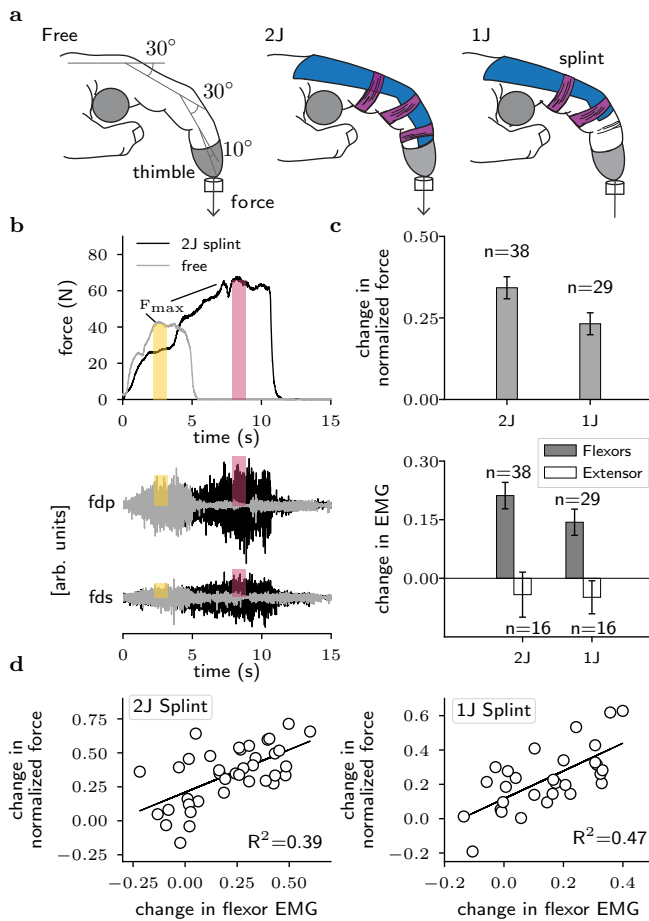 a
Free
2J
1J
30°
30°
10°
splint
thimble
force
b
c
2J splint
free
F_max
force (N)
80
60
40
20
0
0 5 10 15
time (s)
fdp
fds
[arb. units]
0 5 10 15
time (s)
change in
normalized force
0.50
0.25
0.00
n=38
n=29
2J 1J
change in EMG
0.30
0.15
0.00
Flexors
Extensor
n=38
n=29
n=16 n=16
2J 1J
d
2J Splint
change in
normalized force
0.75
0.50
0.25
0.00
−0.25
R²=0.39
−0.25 0.00 0.25 0.50
change in flexor EMG
1J Splint
change in
normalized force
0.6
0.4
0.2
0.0
−0.2
R²=0.47
−0.2 0.0 0.2 0.4
change in flexor EMG